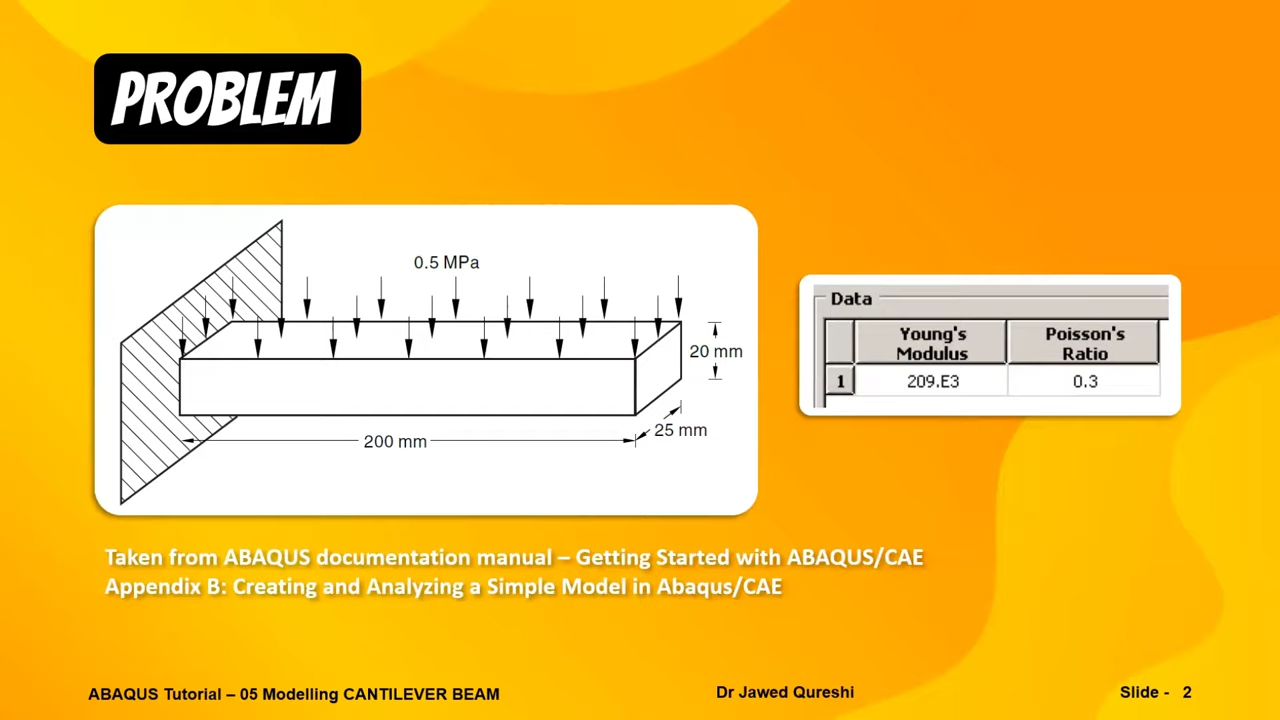 PROBLEM
0.5 MPa
20 mm
25 mm
200 mm
Data
Young's Modulus
Poisson's Ratio
1 209.E3 0.3
Taken from ABAQUS documentation manual – Getting Started with ABAQUS/CAE
Appendix B: Creating and Analyzing a Simple Model in Abaqus/CAE
ABAQUS Tutorial – 05 Modelling CANTILEVER BEAM
Dr Jawed Qureshi
Slide - 2